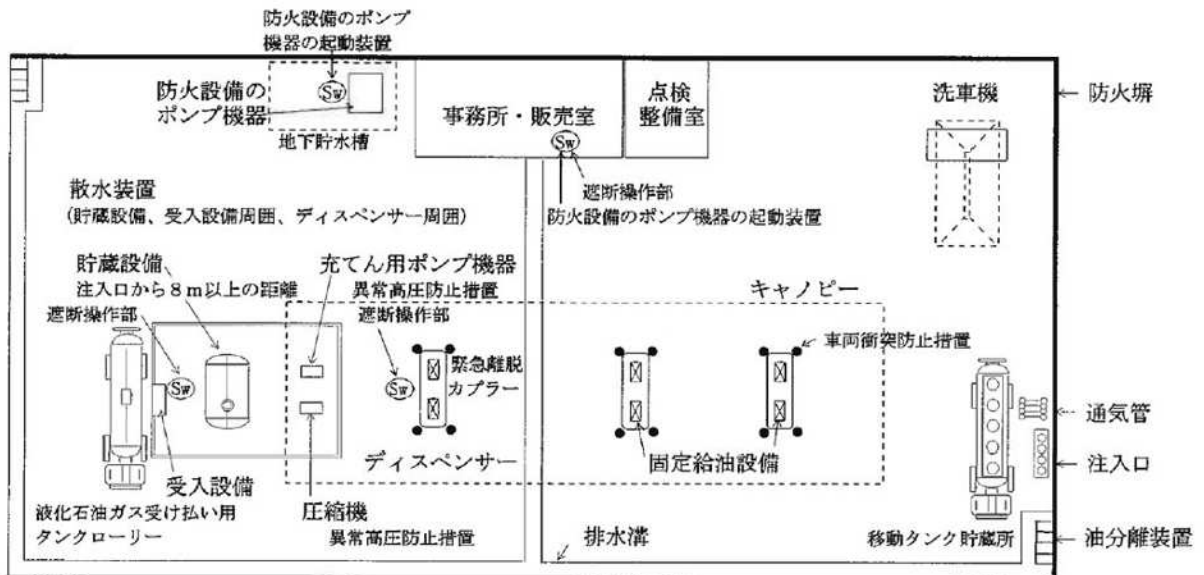 防火設備のポンプ
機器の起動装置
防火設備の
ポンプ機器
Sw
地下貯水槽
事務所・販売室
点検
整備室
洗車機
防火塀
Sw
遮断操作部
防火設備のポンプ機器の起動装置
散水装置
(貯蔵設備、受入設備周囲、ディスペンサー周囲)
貯蔵設備
注入口から8m以上の距離
遮断操作部
充てん用ポンプ機器
異常高圧防止措置
遮断操作部
キャノピー
車両衝突防止措置
Sw
Sw
緊急離脱
カプラー
通気管
ディスペンサー
固定給油設備
注入口
受入設備
液化石油ガス受け払い用
タンクローリー
圧縮機
異常高圧防止措置
排水溝
移動タンク貯蔵所
油分離装置